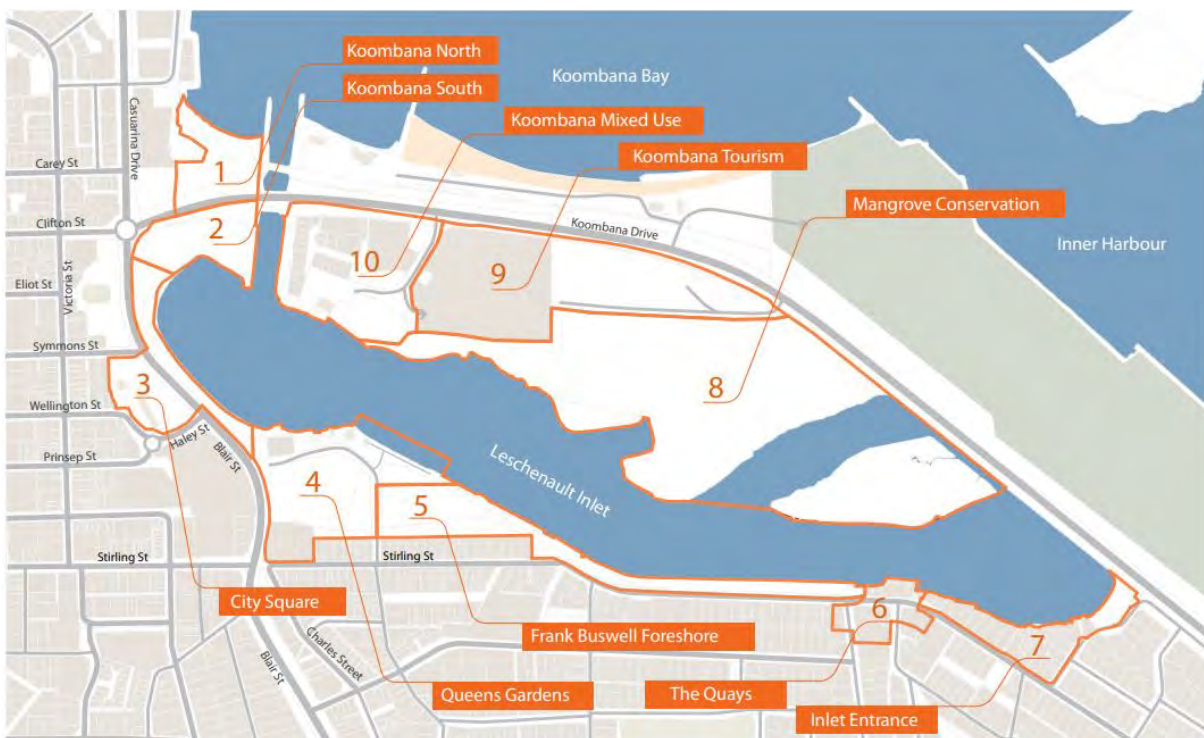 Koombana North
Koombana South
Koombana Bay
Koombana Mixed Use
Koombana Tourism
Mangrove Conservation
Inner Harbour
Casuarina Drive
Carey St
1
Clifton St
2
Koombana Drive
Victoria St
10
9
Eliot St
Symmons St
3
8
Wellington St
Haley St
Prinsep St
Blair St
Leschenault Inlet
4
5
Stirling St
Stirling St
City Square
6
7
Frank Buswell Foreshore
Charles Street
Blair St
Queens Gardens
The Quays
Inlet Entrance